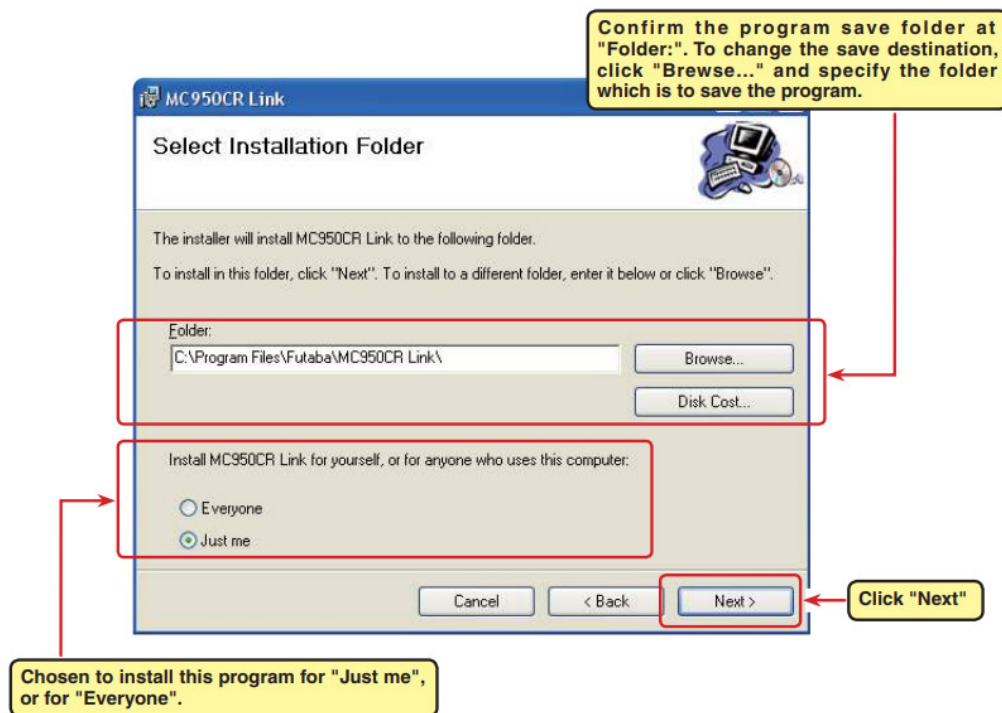 Confirm the program save folder at
"Folder:". To change the save destination,
click "Brewse..." and specify the folder
which is to save the program.
MC950CR Link
Select Installation Folder
The installer will install MC950CR Link to the following folder.
To install in this folder, click "Next". To install to a different folder, enter it below or click "Browse".
Folder:
C:\Program Files\Futaba\MC950CR Link\
Browse...
Disk Cost...
Install MC950CR Link for yourself, or for anyone who uses this computer:
Everyone
Just me
Cancel
< Back
Next >
Click "Next"
Chosen to install this program for "Just me",
or for "Everyone".